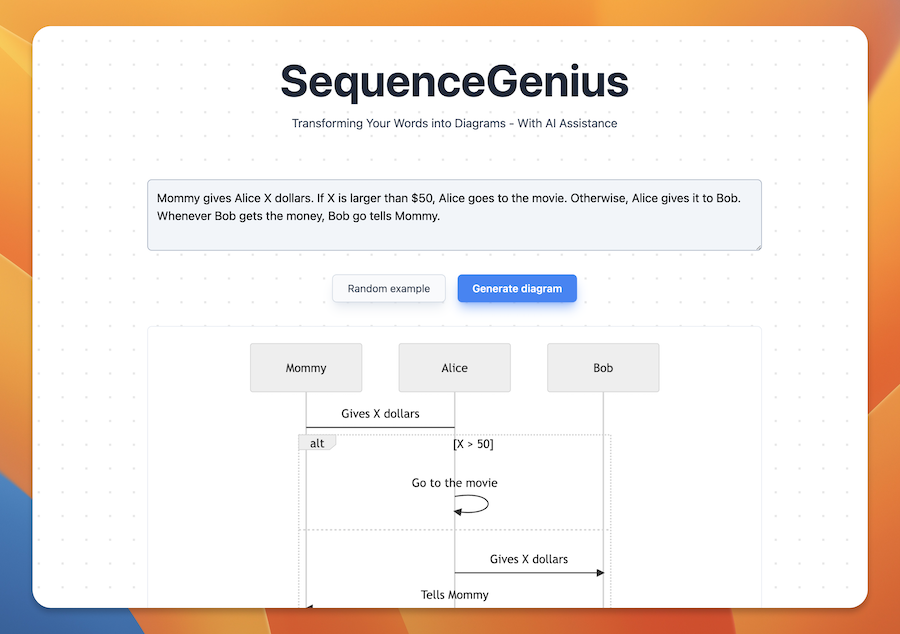 SequenceGenius
Transforming Your Words into Diagrams - With AI Assistance
Mommy gives Alice X dollars. If X is larger than $50, Alice goes to the movie. Otherwise, Alice gives it to Bob.
Whenever Bob gets the money, Bob go tells Mommy.
Random example
Generate diagram
Mommy
Alice
Bob
Gives X dollars
alt
[X > 50]
Go to the movie
Gives X dollars
Tells Mommy